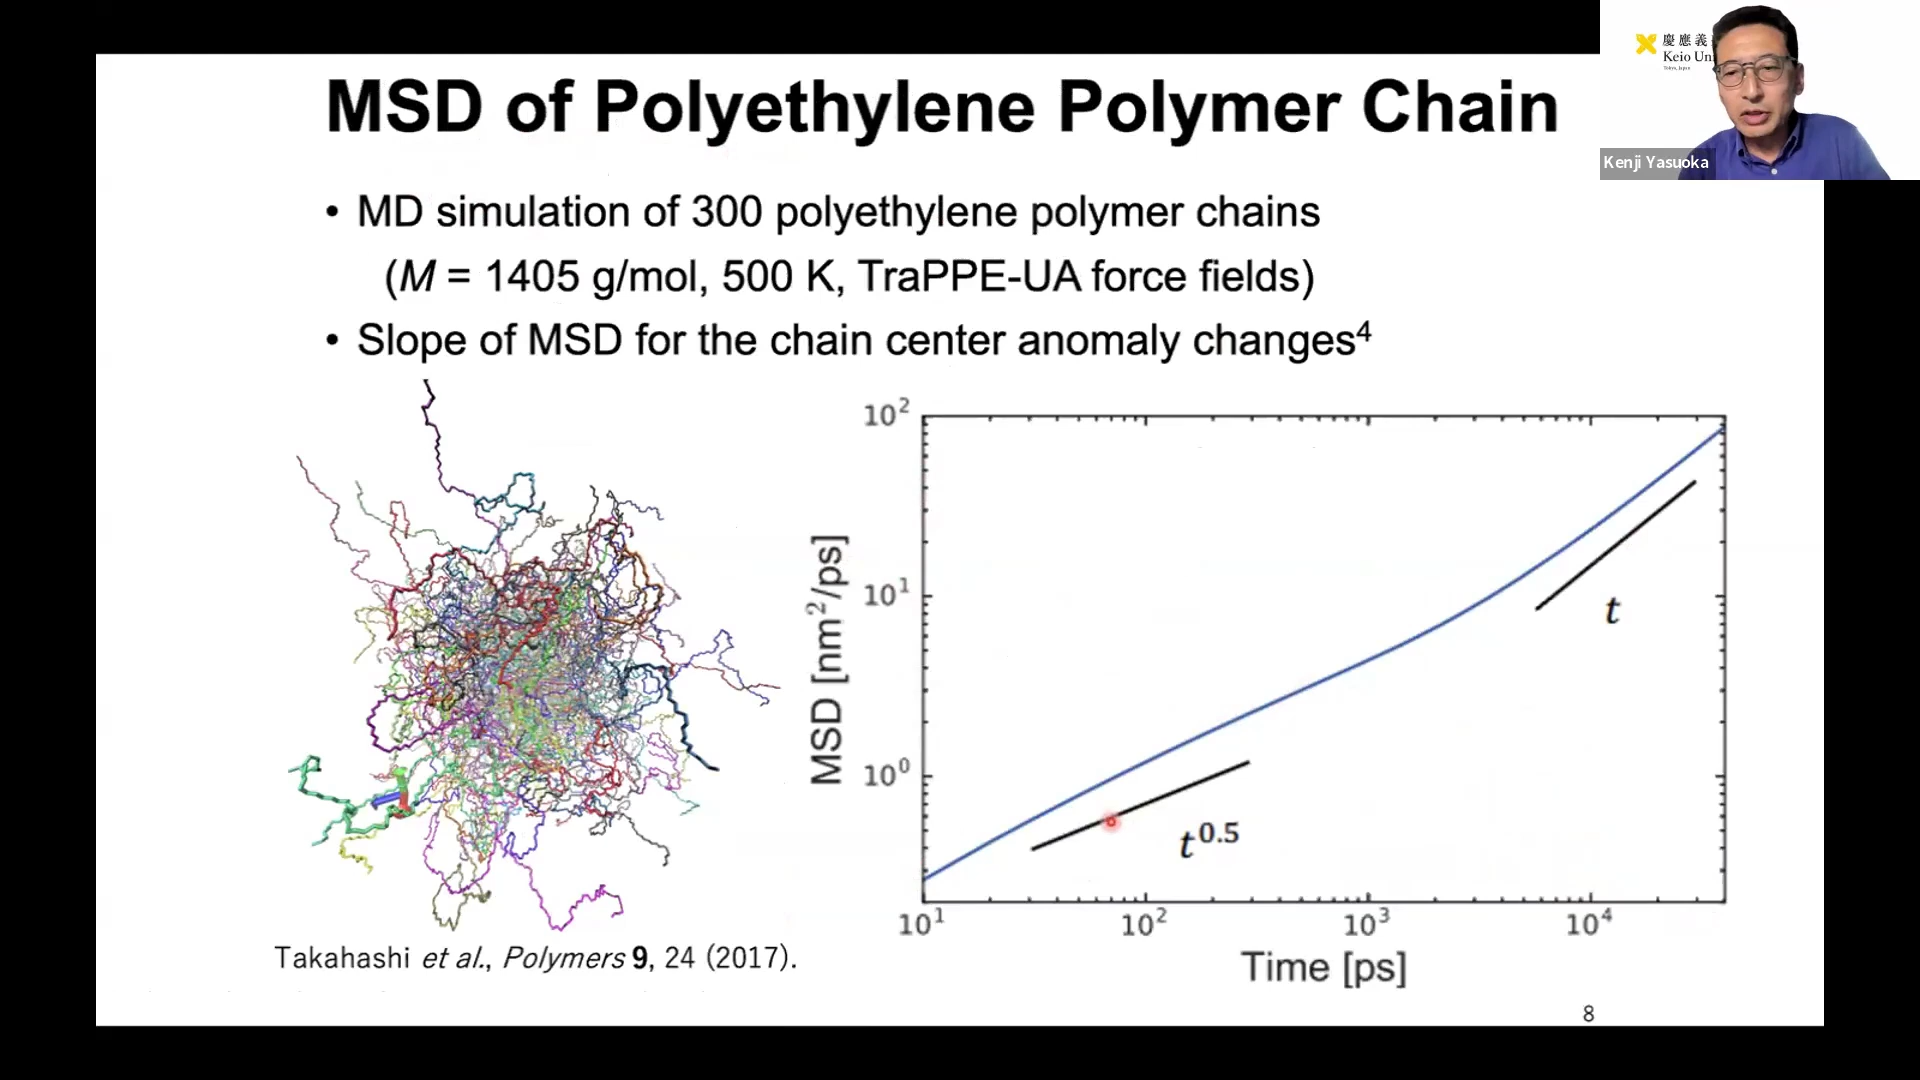 MSD of Polyethylene Polymer Chain
慶應義
Keio Un
Tokyo, Japan
Kenji Yasuoka
• MD simulation of 300 polyethylene polymer chains
(M = 1405 g/mol, 500 K, TraPPE-UA force fields)
• Slope of MSD for the chain center anomaly changes⁴
10²
10¹
10⁰
MSD [nm²/ps]
t
t⁰·⁵
10¹ 10² 10³ 10⁴
Time [ps]
Takahashi et al., Polymers 9, 24 (2017).
8